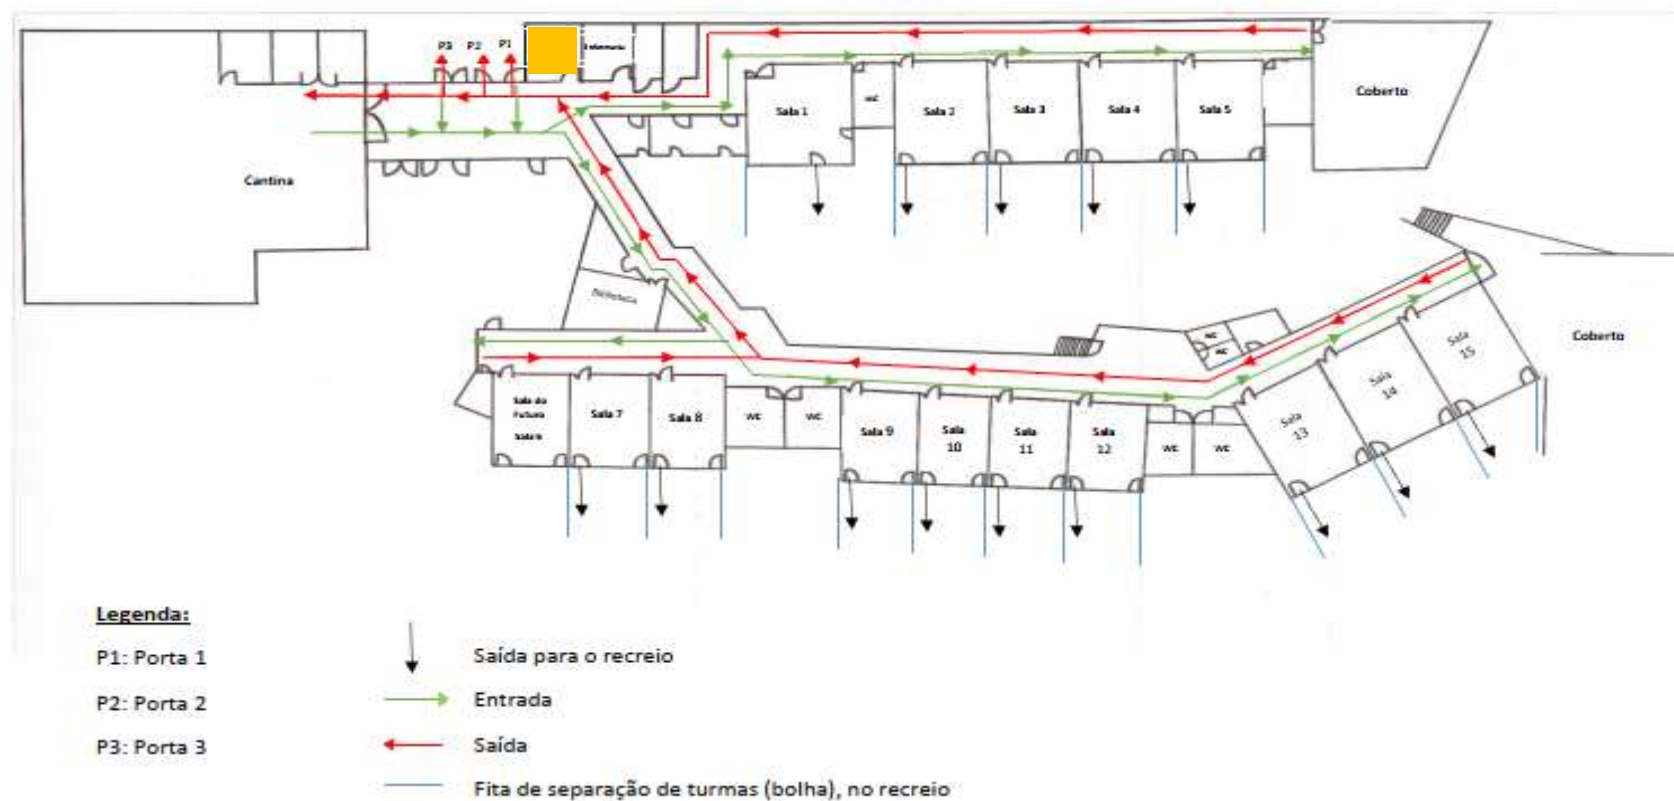 P3
P2
P1
Cantina
Sala 1
WC
Sala 2
Sala 3
Sala 4
Sala 5
Coberto
Biblioteca
Sala do
Futuro
Sala 6
Sala 7
Sala 8
WC
WC
Sala 9
Sala
10
Sala
11
Sala
12
WC
WC
WC
WC
Sala
13
Sala
14
Sala
15
Coberto
Legenda:
P1: Porta 1
P2: Porta 2
P3: Porta 3
Saída para o recreio
Entrada
Saída
Fita de separação de turmas (bolha), no recreio